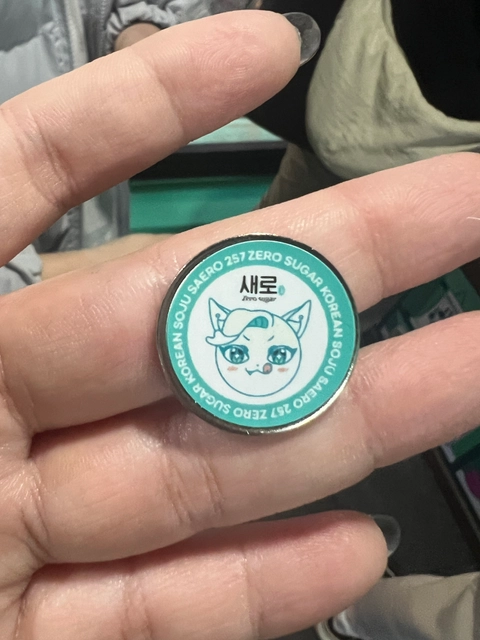 257 ZERO SUGAR KOREAN SOJU SAERO 257 ZERO SUGAR KOREAN SOJU SAERO
새로
Zero sugar